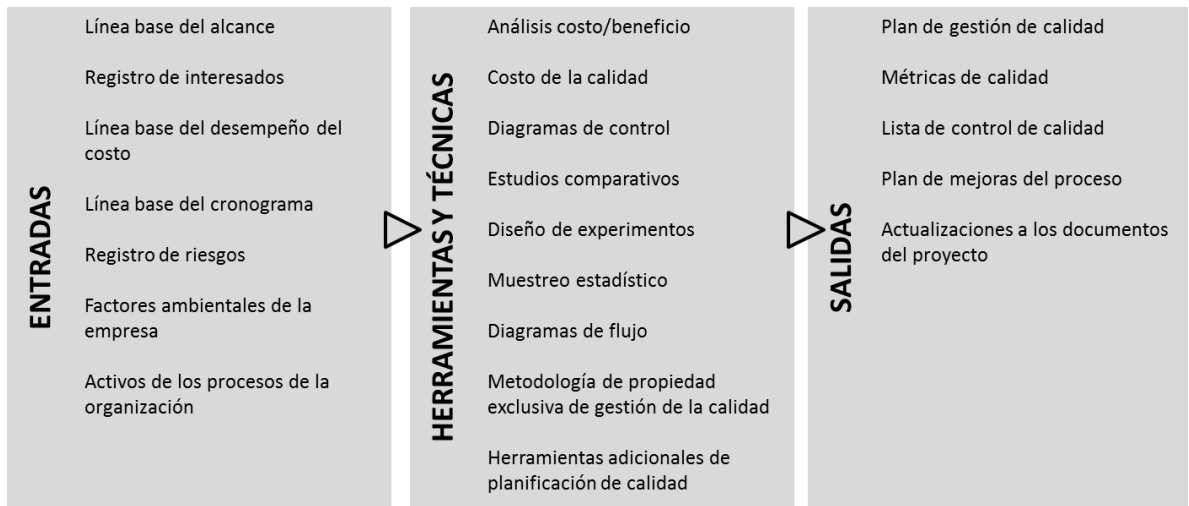 ENTRADAS
Línea base del alcance
Registro de interesados
Línea base del desempeño del
costo
Línea base del cronograma
Registro de riesgos
Factores ambientales de la
empresa
Activos de los procesos de la
organización
HERRAMIENTAS Y TÉCNICAS
Análisis costo/beneficio
Costo de la calidad
Diagramas de control
Estudios comparativos
Diseño de experimentos
Muestreo estadístico
Diagramas de flujo
Metodología de propiedad
exclusiva de gestión de la calidad
Herramientas adicionales de
planificación de calidad
SALIDAS
Plan de gestión de calidad
Métricas de calidad
Lista de control de calidad
Plan de mejoras del proceso
Actualizaciones a los documentos
del proyecto